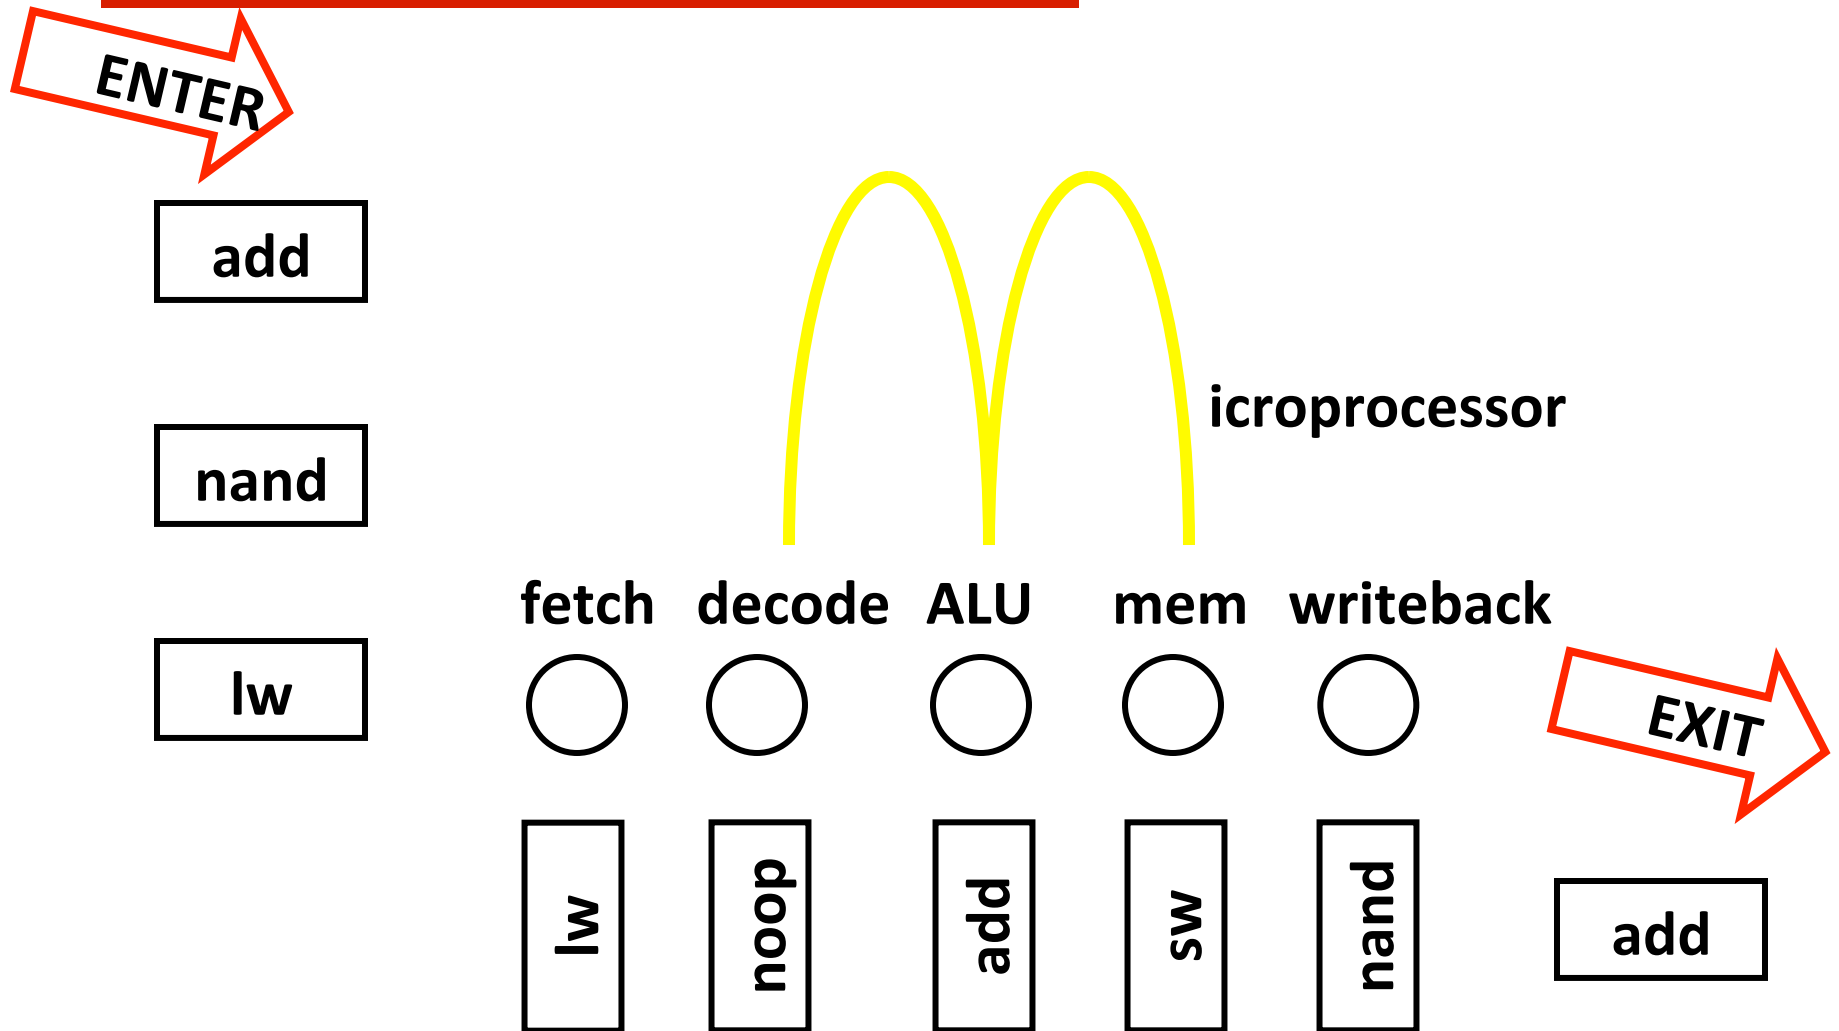 ENTER
add
nand
icroprocessor
lw
fetch decode ALU mem writeback
EXIT
lw noop add sw nand
add